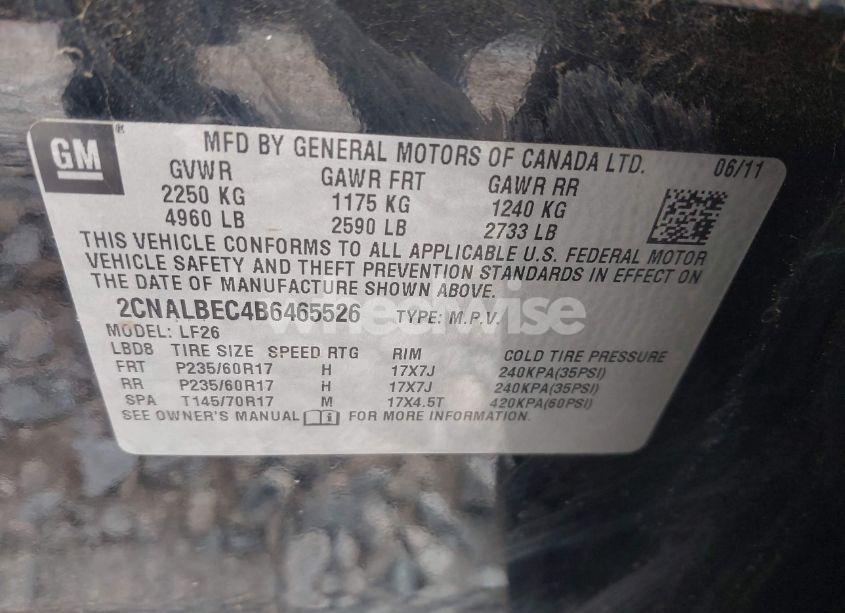 GM ®
MFD BY GENERAL MOTORS OF CANADA LTD. 06/11
GVWR GAWR FRT GAWR RR
2250 KG 1175 KG 1240 KG
4960 LB 2590 LB 2733 LB
THIS VEHICLE CONFORMS TO ALL APPLICABLE U.S. FEDERAL MOTOR
VEHICLE SAFETY AND THEFT PREVENTION STANDARDS IN EFFECT ON
THE DATE OF MANUFACTURE SHOWN ABOVE.
2CNALBEC4B6465526 TYPE: M.P.V.
wheelwise
MODEL: LF26
LBD8 TIRE SIZE SPEED RTG RIM COLD TIRE PRESSURE
FRT P235/60R17 H 17X7J 240KPA(35PSI)
RR P235/60R17 H 17X7J 240KPA(35PSI)
SPA T145/70R17 M 17X4.5T 420KPA(60PSI)
SEE OWNER'S MANUAL FOR MORE INFORMATION.